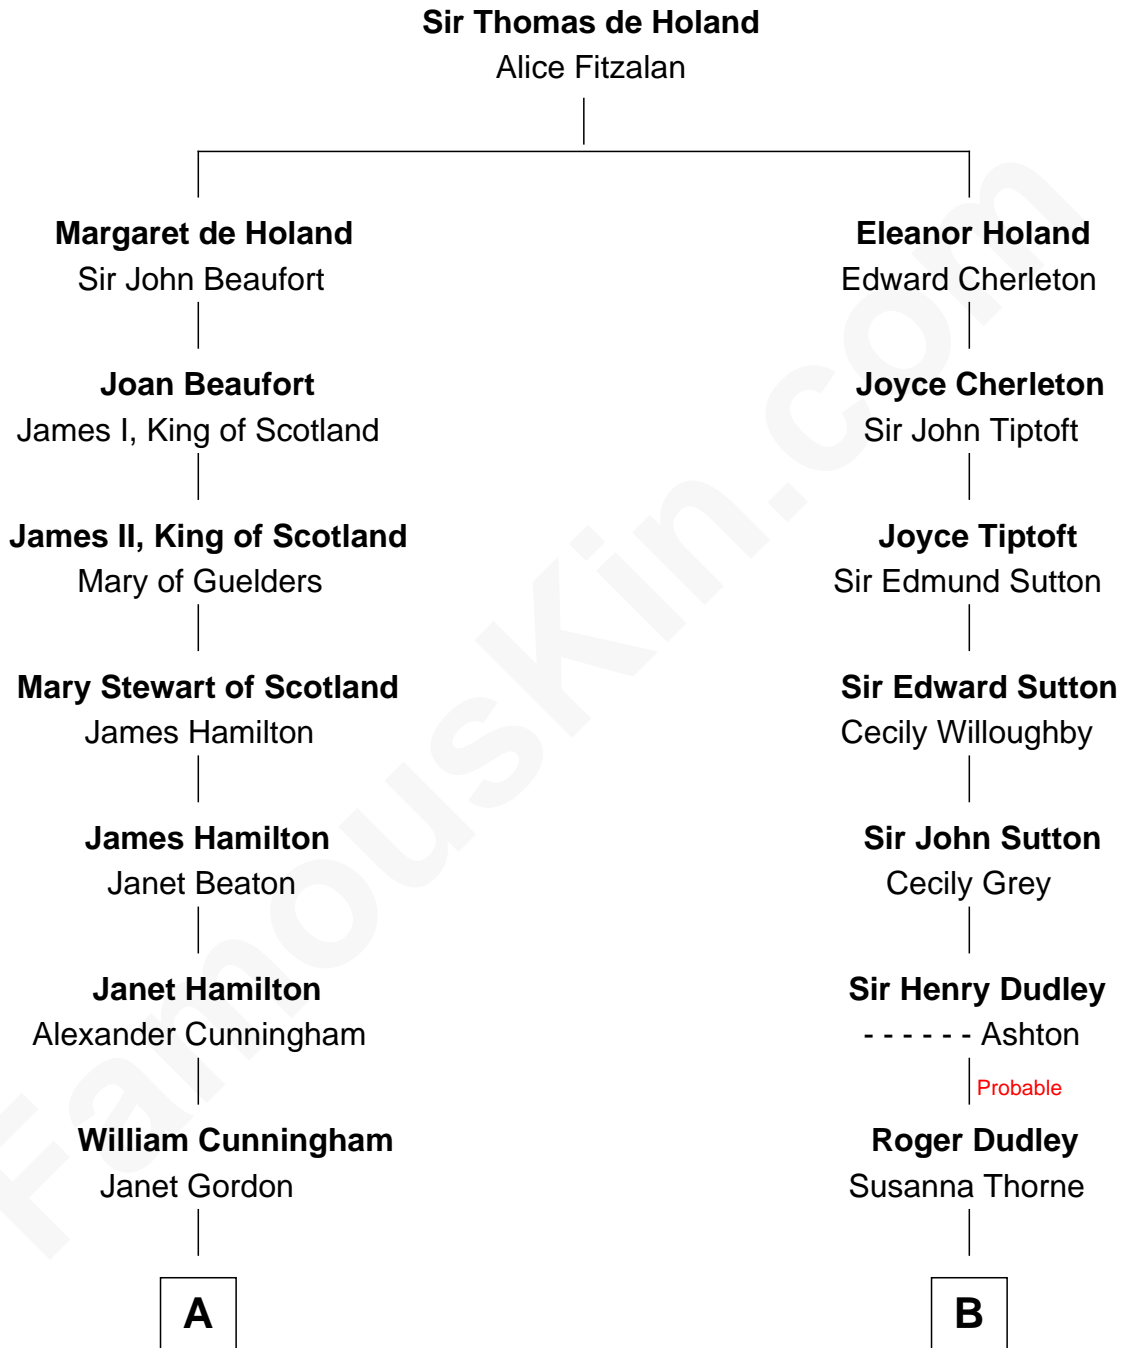 Sir Thomas de Holand
Alice Fitzalan
Margaret de Holand
Sir John Beaufort
Eleanor Holand
Edward Cherleton
Joan Beaufort
James I, King of Scotland
Joyce Cherleton
Sir John Tiptoft
James II, King of Scotland
Mary of Guelders
Joyce Tiptoft
Sir Edmund Sutton
Mary Stewart of Scotland
James Hamilton
Sir Edward Sutton
Cecily Willoughby
James Hamilton
Janet Beaton
Sir John Sutton
Cecily Grey
Janet Hamilton
Alexander Cunningham
Sir Henry Dudley
- - - - - - Ashton
Probable
William Cunningham
Janet Gordon
Roger Dudley
Susanna Thorne
A
B
FamousKin.com